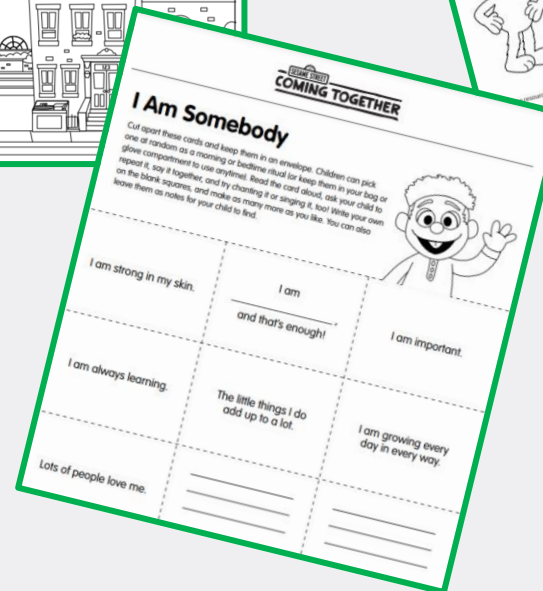 SESAME STREET
COMING TOGETHER
I Am Somebody
Cut apart these cards and keep them in an envelope. Children can pick
one at random as a morning or bedtime ritual (or keep them in your bag or
glove compartment to use anytime). Read the card aloud, ask your child to
repeat it, say it together, and try chanting it or singing it, too! Write your own
on the blank squares, and make as many more as you like. You can also
leave them as notes for your child to find.
I am strong in my skin.
I am
,
and that's enough!
I am important.
I am always learning.
The little things I do
add up to a lot.
I am growing every
day in every way.
Lots of people love me.